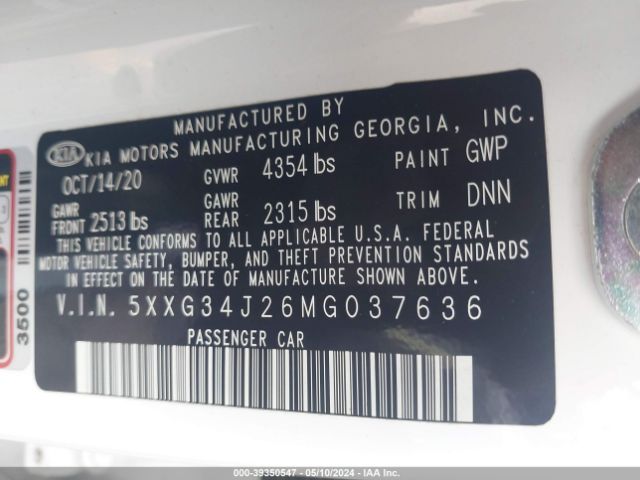 MANUFACTURED BY
KIA KIA MOTORS MANUFACTURING GEORGIA, INC.
OCT/14/20 GVWR 4354 lbs PAINT GWP
GAWR FRONT 2513 lbs GAWR REAR 2315 lbs TRIM DNN
THIS VEHICLE CONFORMS TO ALL APPLICABLE U.S.A. FEDERAL
MOTOR VEHICLE SAFETY, BUMPER, AND THEFT PREVENTION STANDARDS
IN EFFECT ON THE DATE OF MANUFACTURE SHOWN ABOVE.
V.I.N. 5XXG34J26MG037636
PASSENGER CAR
3500
000-39350547 - 05/10/2024 - IAA Inc.